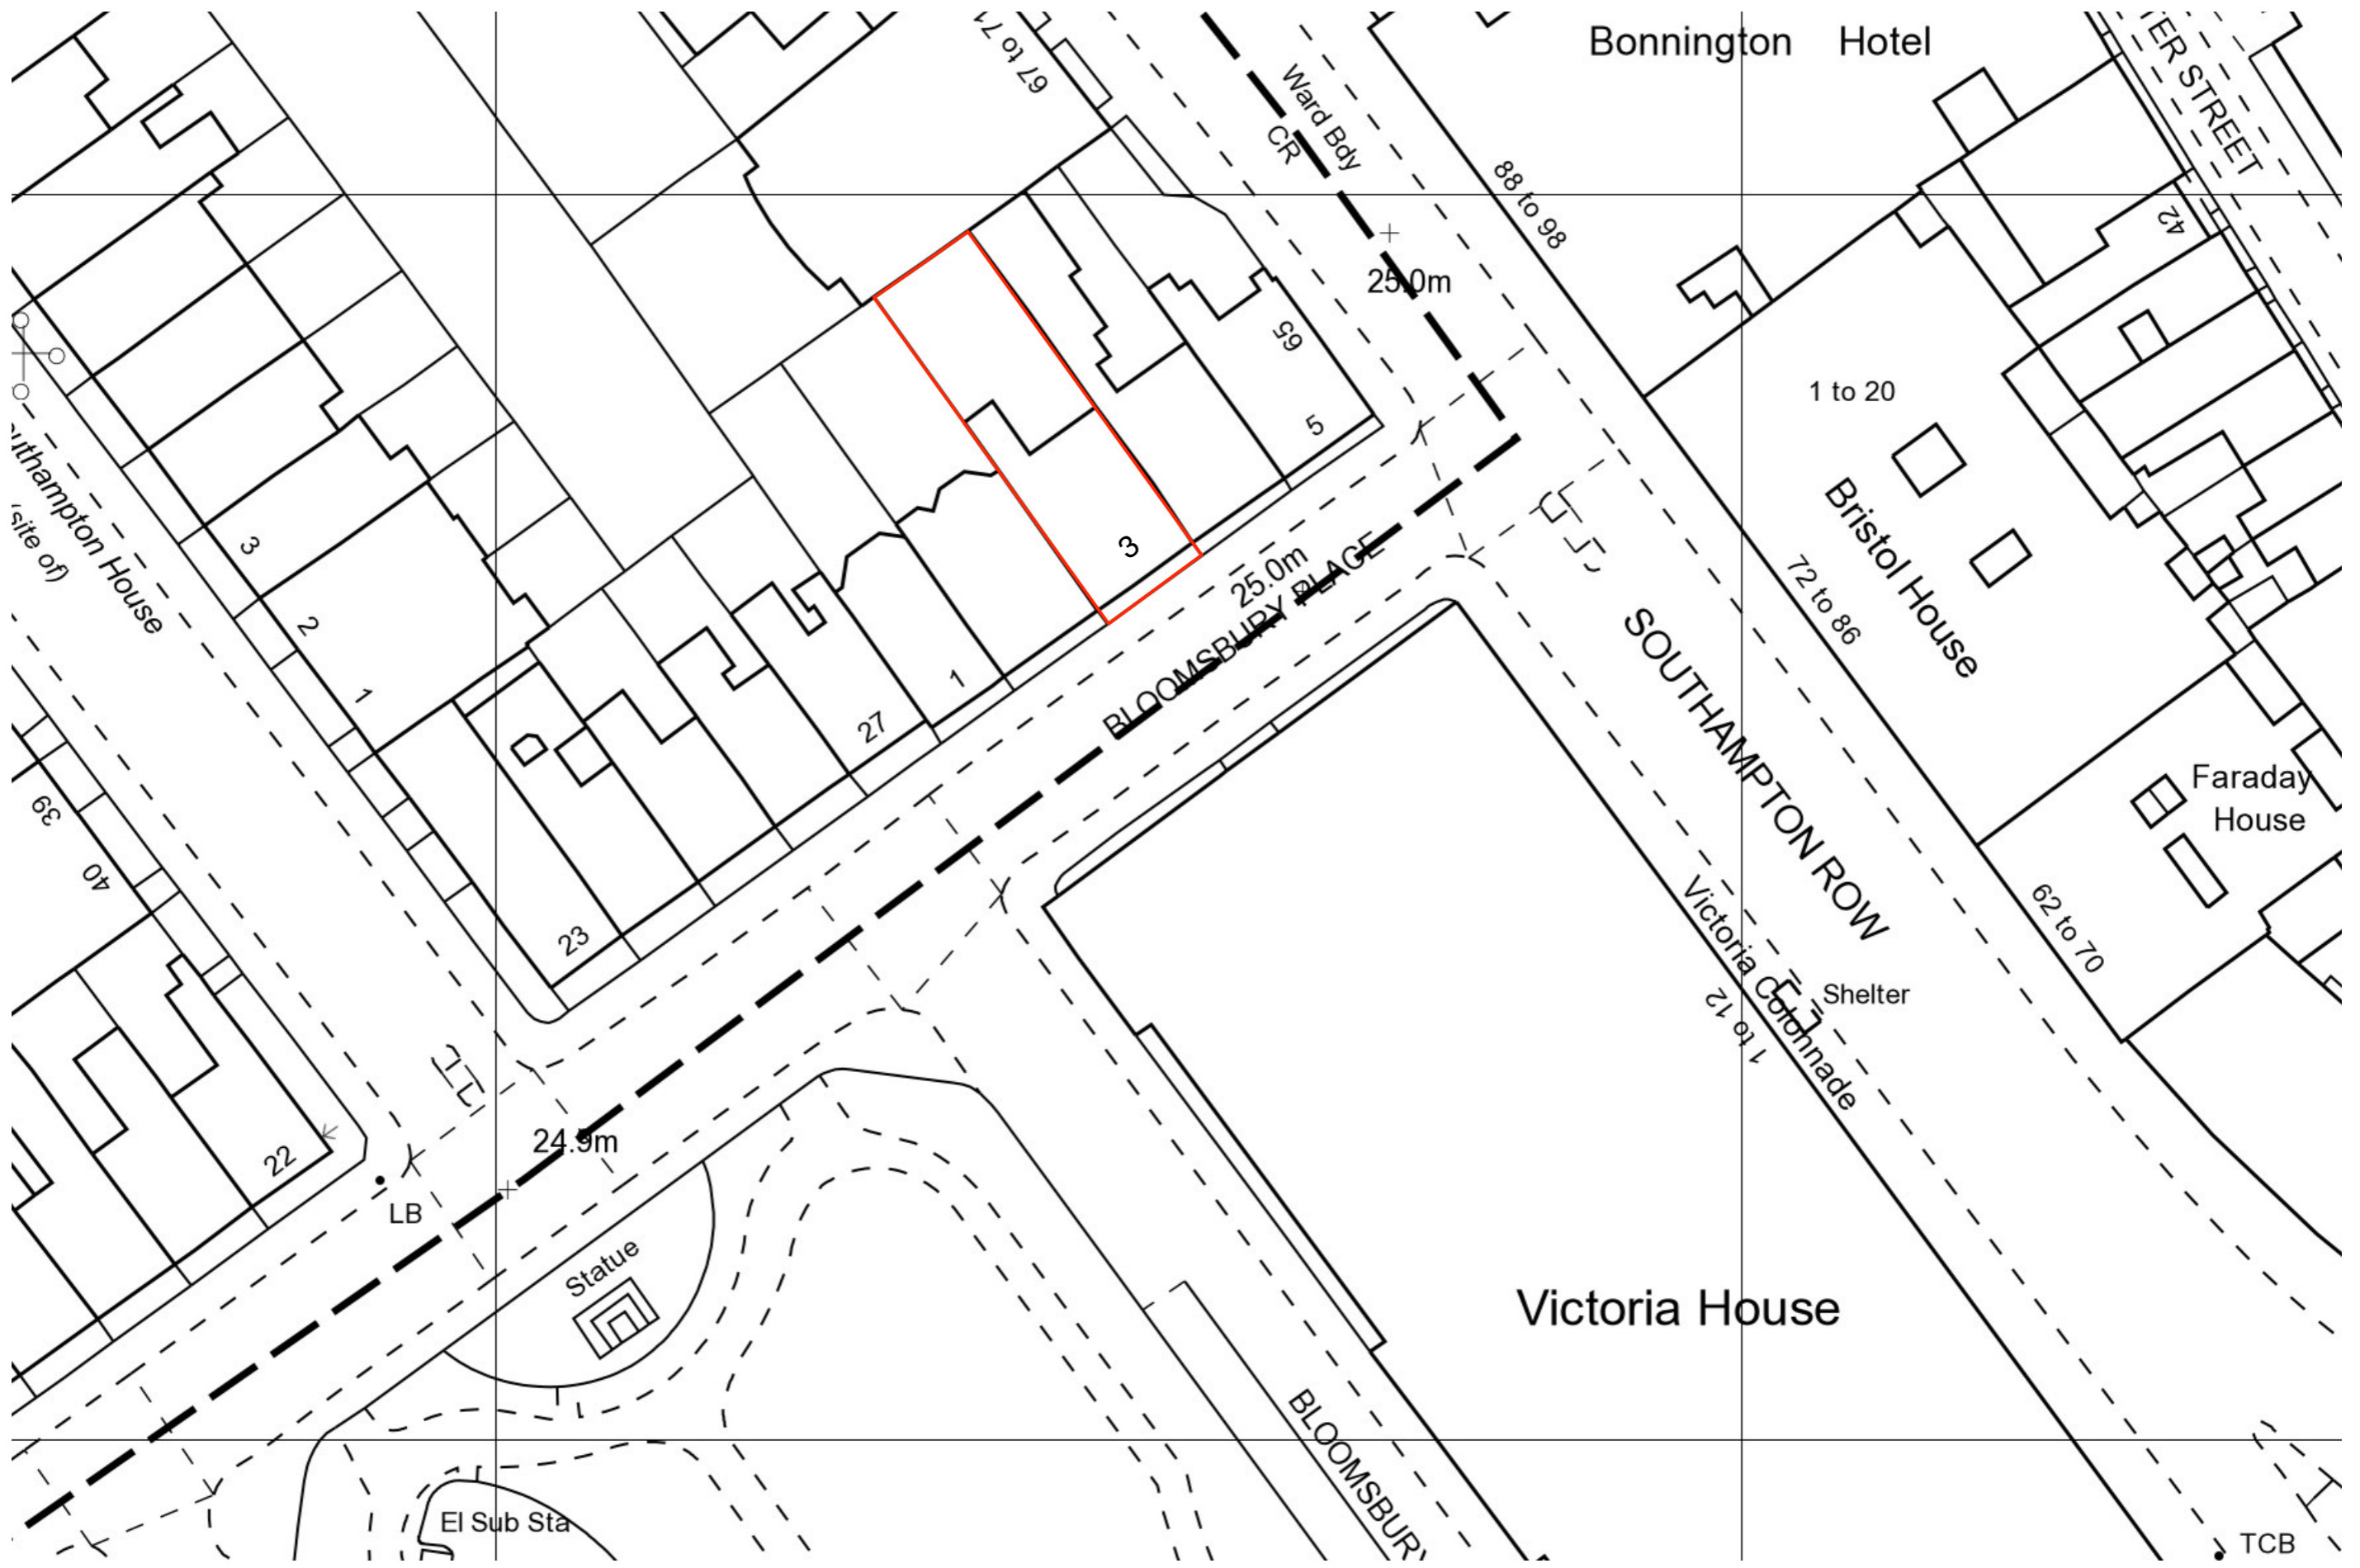 Bonnington Hotel
67 to 71
Ward Bdy
CR
TER STREET
88 to 98
42
25.0m
65
1 to 20
5
Southampton House
(site of)
3
3
Bristol House
25.0m
BLOOMSBURY PLACE
2
72 to 86
SOUTHAMPTON ROW
1
1
27
39
Faraday
House
40
23
62 to 70
Victoria Colonnade
1 to 12
Shelter
22
24.9m
LB
Statue
Victoria House
BLOOMSBURY
El Sub Sta
TCB